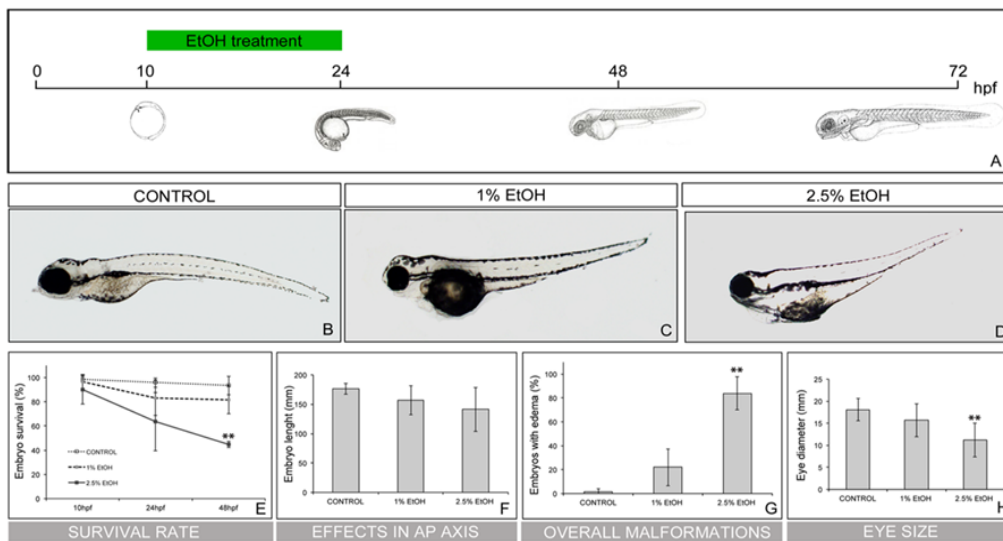 EtOH treatment
0 10 24 48 72
hpf
A
CONTROL 1% EtOH 2.5% EtOH
B C D
Embryo survival (%)
100
80
60
40
20
0
CONTROL
1% EtOH
2.5% EtOH
**
10hpf 24hpf 48hpf
E
SURVIVAL RATE
Embryo lenght (mm)
200
150
100
50
0
CONTROL 1% EtOH 2.5% EtOH
F
EFFECTS IN AP AXIS
Embryos with edema (%)
100
80
60
40
20
0
**
CONTROL 1% EtOH 2.5% EtOH
G
OVERALL MALFORMATIONS
Eye diameter (mm)
25
20
15
10
5
0
**
CONTROL 1% EtOH 2.5% EtOH
H
EYE SIZE